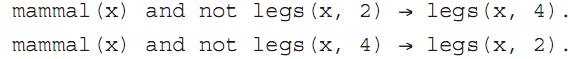 mammal(x) and not legs(x, 2) → legs(x, 4).
mammal(x) and not legs(x, 4) → legs(x, 2).